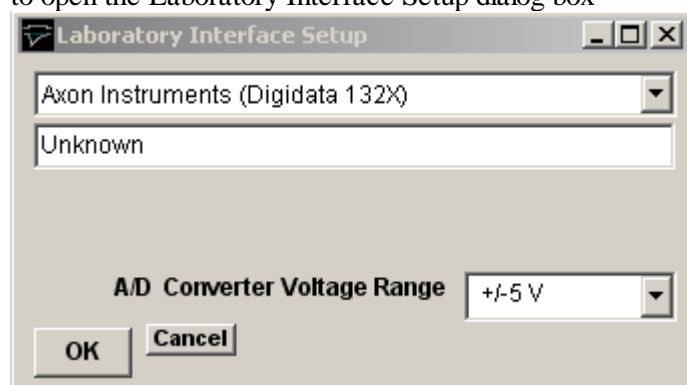 to open the Laboratory Interface Setup dialog box
Laboratory Interface Setup
Axon Instruments (Digidata 132X)
Unknown
A/D Converter Voltage Range
+/-5 V
OK
Cancel